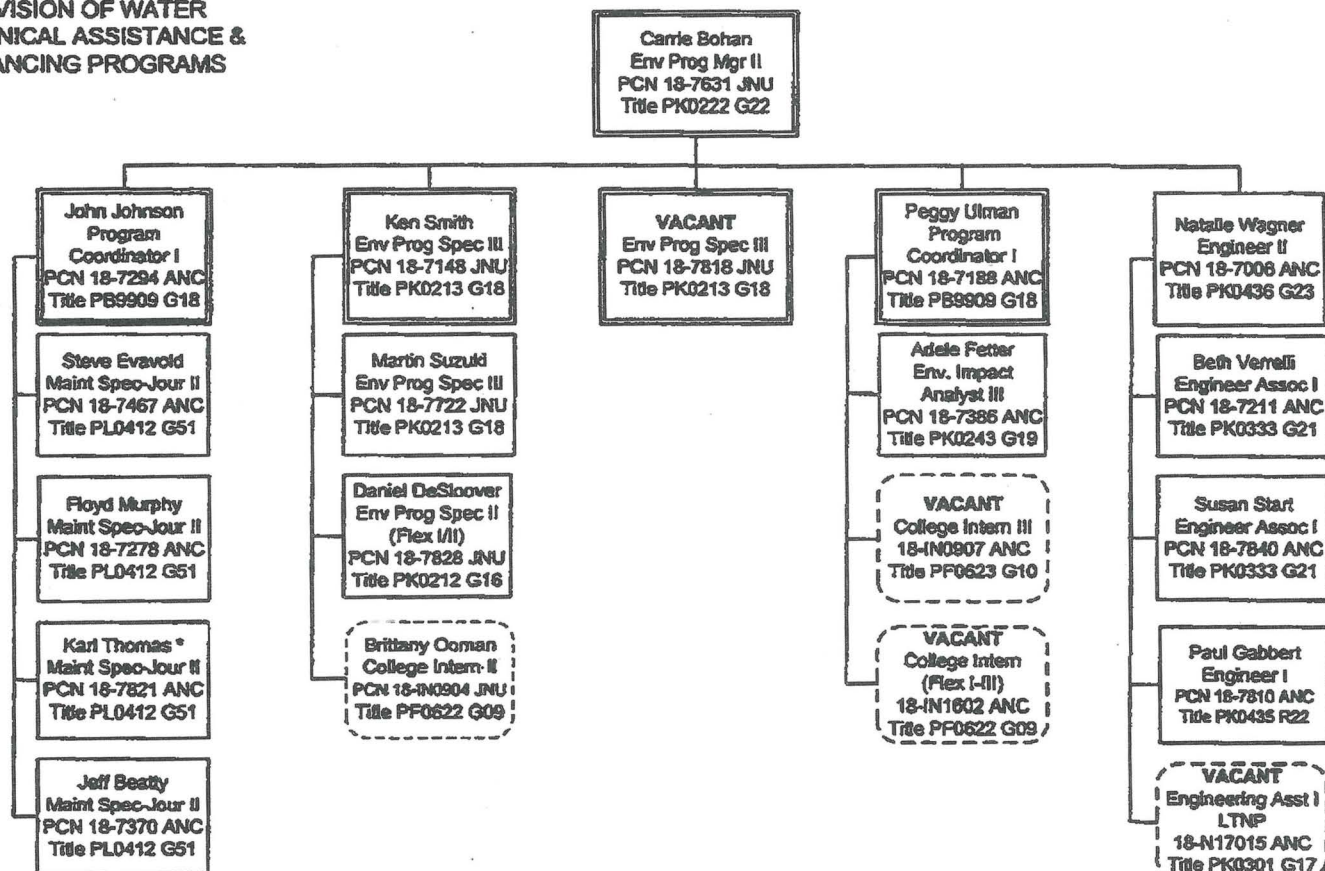 VISION OF WATER
NICAL ASSISTANCE &
ANCING PROGRAMS
Carrie Bohan
Env Prog Mgr II
PCN 18-7631 JNU
Title PK0222 G22
John Johnson
Program
Coordinator I
PCN 18-7294 ANC
Title PB9909 G18
Steve Evavold
Maint Spec-Jour II
PCN 18-7467 ANC
Title PL0412 G51
Floyd Murphy
Maint Spec-Jour II
PCN 18-7278 ANC
Title PL0412 G51
Karl Thomas *
Maint Spec-Jour II
PCN 18-7821 ANC
Title PL0412 G51
Jeff Beatty
Maint Spec-Jour II
PCN 18-7370 ANC
Title PL0412 G51
Ken Smith
Env Prog Spec III
PCN 18-7148 JNU
Title PK0213 G18
Martin Suzuki
Env Prog Spec III
PCN 18-7722 JNU
Title PK0213 G18
Daniel DeSloover
Env Prog Spec II
(Flex I/II)
PCN 18-7828 JNU
Title PK0212 G16
Brittany Ooman
College Intern II
PCN 18-IN0904 JNU
Title PF0622 G09
VACANT
Env Prog Spec III
PCN 18-7818 JNU
Title PK0213 G18
Peggy Ulman
Program
Coordinator I
PCN 18-7188 ANC
Title PB9909 G18
Adele Fetter
Env. Impact
Analyst III
PCN 18-7386 ANC
Title PK0243 G19
VACANT
College Intern III
18-IN0907 ANC
Title PF0623 G10
VACANT
College Intern
(Flex I-III)
18-IN1602 ANC
Title PF0622 G09
Natalie Wagner
Engineer II
PCN 18-7006 ANC
Title PK0436 G23
Beth Verrelli
Engineer Assoc I
PCN 18-7211 ANC
Title PK0333 G21
Susan Start
Engineer Assoc I
PCN 18-7840 ANC
Title PK0333 G21
Paul Gabbert
Engineer I
PCN 18-7810 ANC
Title PK0435 R22
VACANT
Engineering Asst I
LTNP
18-N17015 ANC
Title PK0301 G17